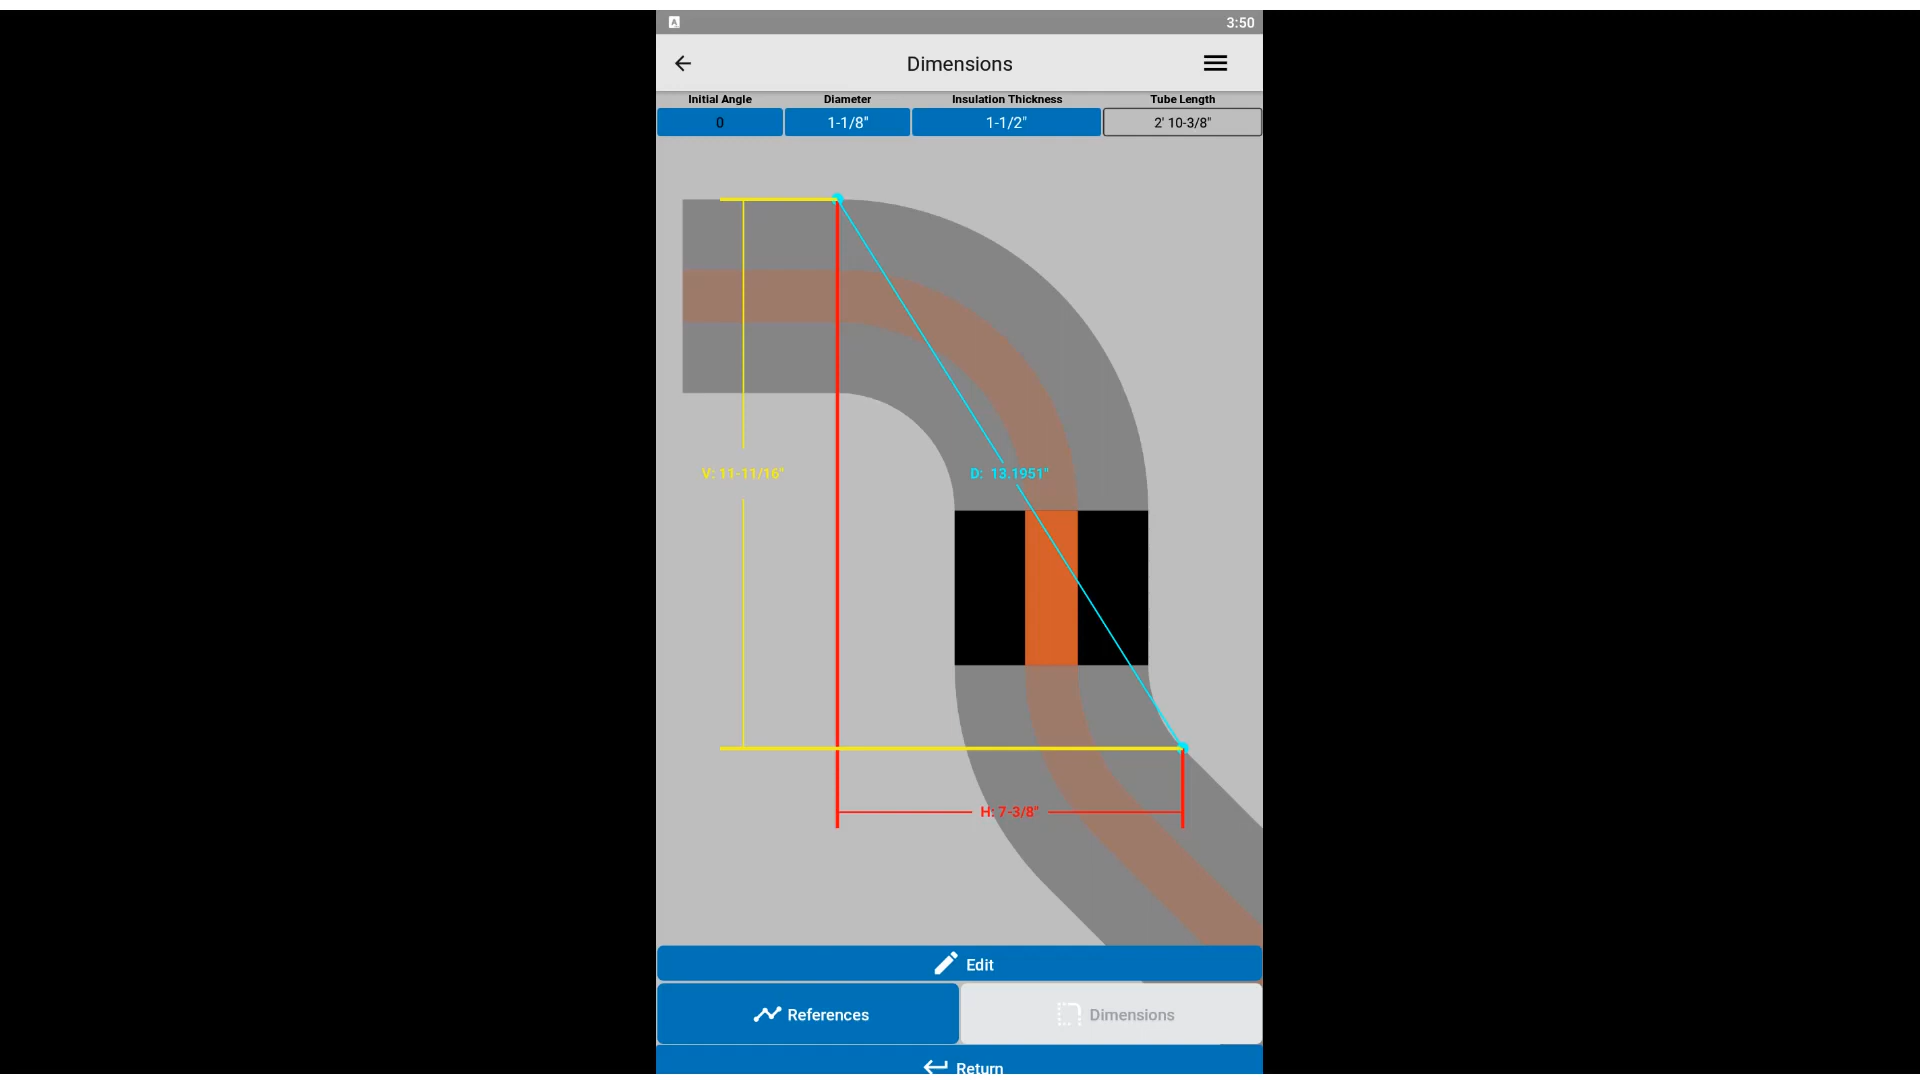 A
3:50
Dimensions
Initial Angle
Diameter
Insulation Thickness
Tube Length
0
1-1/8"
1-1/2"
2' 10-3/8"
V: 11-11/16"
D: 13.1951"
H: 7-3/8"
Edit
References
Dimensions
Return